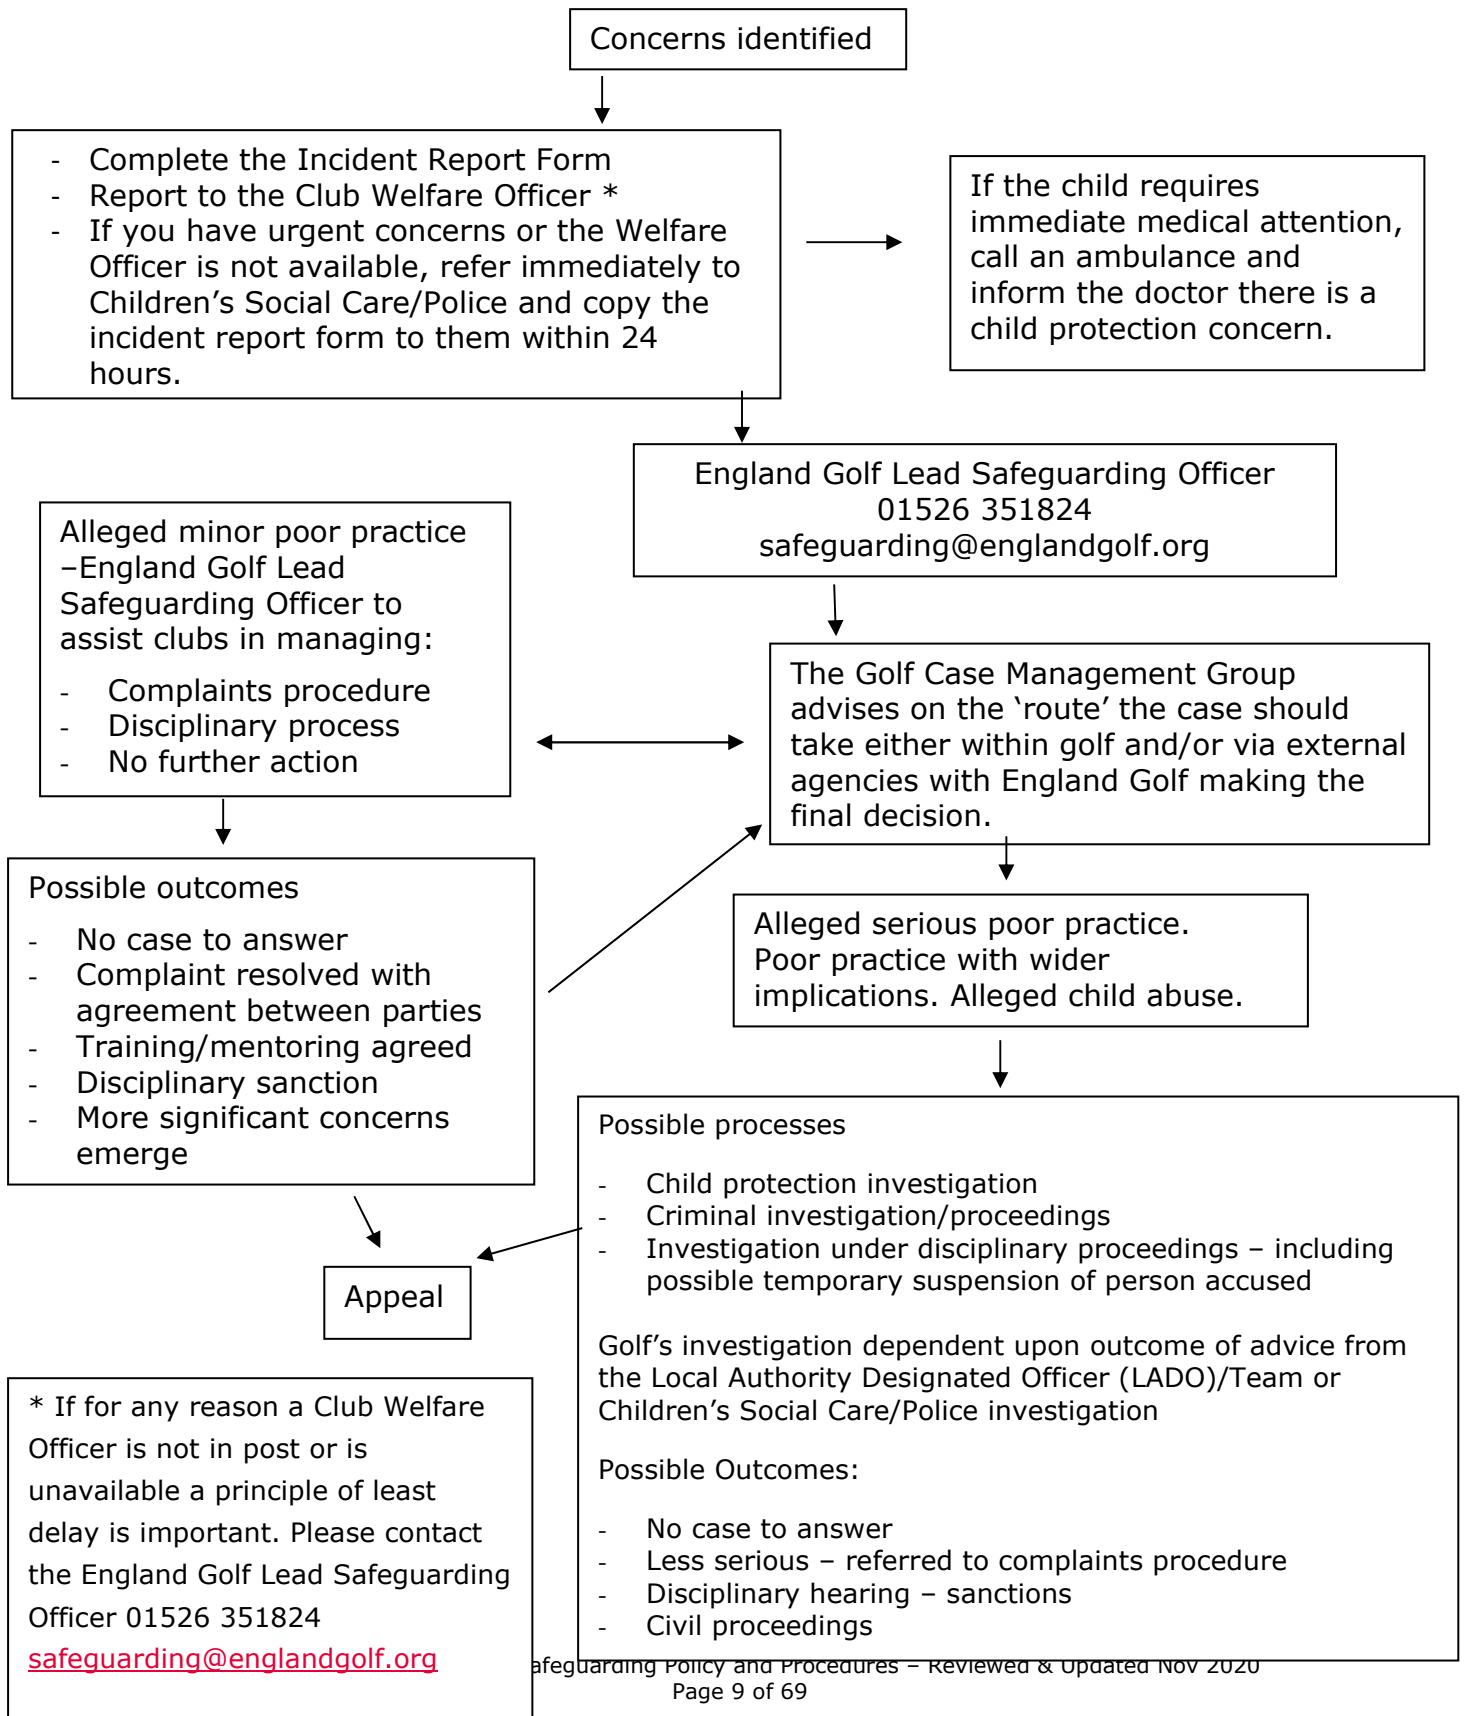 Concerns identified
- Complete the Incident Report Form
- Report to the Club Welfare Officer *
- If you have urgent concerns or the Welfare
Officer is not available, refer immediately to
Children’s Social Care/Police and copy the
incident report form to them within 24
hours.
If the child requires
immediate medical attention,
call an ambulance and
inform the doctor there is a
child protection concern.
England Golf Lead Safeguarding Officer
01526 351824
safeguarding@englandgolf.org
Alleged minor poor practice
–England Golf Lead
Safeguarding Officer to
assist clubs in managing:
- Complaints procedure
- Disciplinary process
- No further action
The Golf Case Management Group
advises on the ‘route’ the case should
take either within golf and/or via external
agencies with England Golf making the
final decision.
Possible outcomes
- No case to answer
- Complaint resolved with
agreement between parties
- Training/mentoring agreed
- Disciplinary sanction
- More significant concerns
emerge
Alleged serious poor practice.
Poor practice with wider
implications. Alleged child abuse.
Possible processes
- Child protection investigation
- Criminal investigation/proceedings
- Investigation under disciplinary proceedings – including
possible temporary suspension of person accused
Golf’s investigation dependent upon outcome of advice from
the Local Authority Designated Officer (LADO)/Team or
Children’s Social Care/Police investigation
Possible Outcomes:
- No case to answer
- Less serious – referred to complaints procedure
- Disciplinary hearing – sanctions
- Civil proceedings
Appeal
* If for any reason a Club Welfare
Officer is not in post or is
unavailable a principle of least
delay is important. Please contact
the England Golf Lead Safeguarding
Officer 01526 351824
safeguarding@englandgolf.org
afeguarding Policy and Procedures – Reviewed & Updated Nov 2020
Page 9 of 69